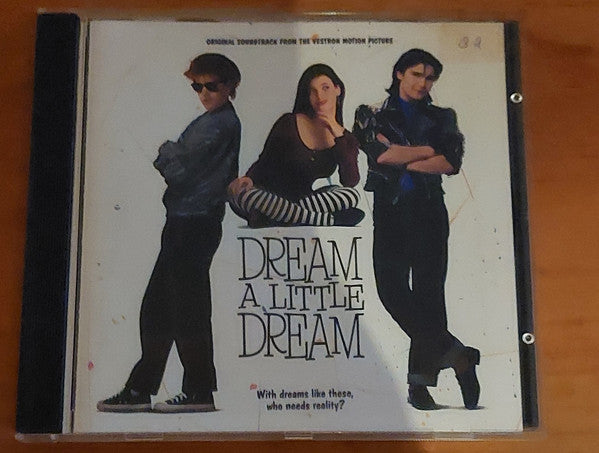 ORIGINAL SOUNDTRACK FROM THE VESTRON MOTION PICTURE
DREAM
A LITTLE
DREAM
With dreams like these,
who needs reality?